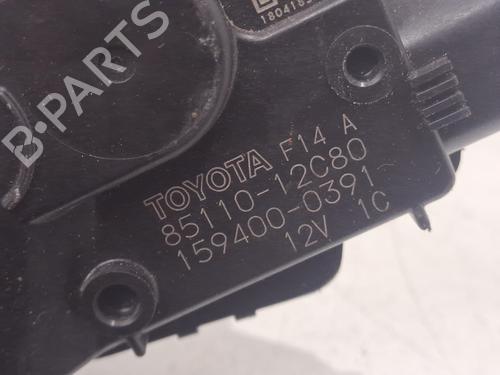 B-PARTS
TOYOTA F14 A
85110-12C80
159400-0391
12V 1C